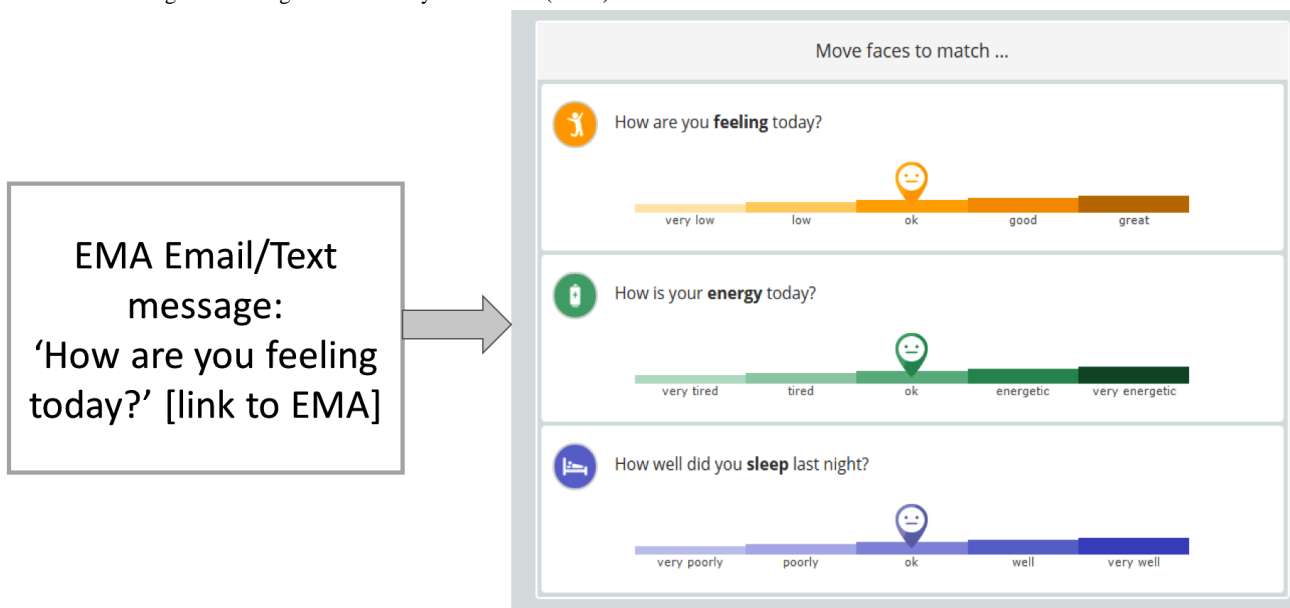 EMA Email/Text
message:
‘How are you feeling
today?’ [link to EMA]
Move faces to match ...
How are you feeling today?
very low low ok good great
How is your energy today?
very tired tired ok energetic very energetic
How well did you sleep last night?
very poorly poorly ok well very well